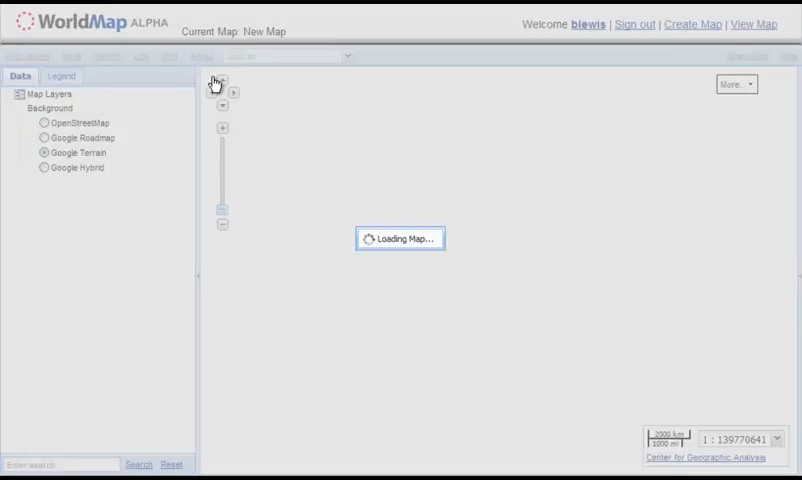 WorldMap ALPHA
Current Map: New Map
Welcome blewis | Sign out | Create Map | View Map
Data
Legend
More...
Map Layers
Background
OpenStreetMap
Google Roadmap
Google Terrain
Google Hybrid
Loading Map...
2000 km
1000 mi
1 : 139770641
Center for Geographic Analysis
Enter search
Search
Reset